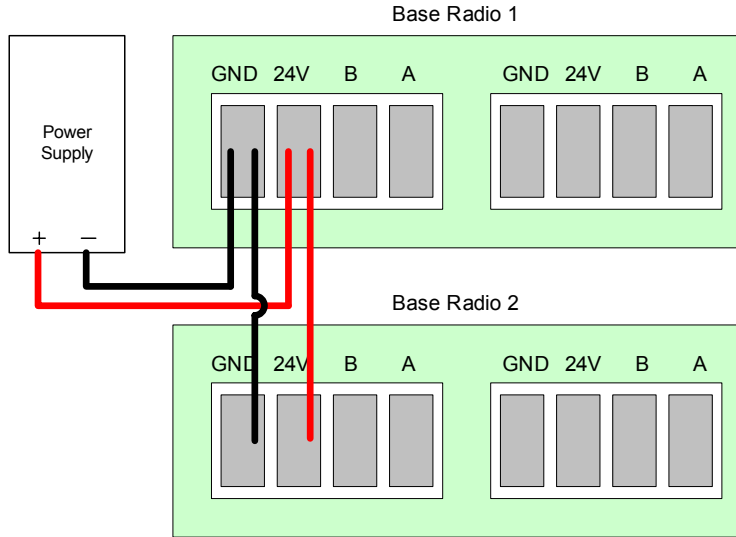 Base Radio 1
GND 24V B A GND 24V B A
Power
Supply
+ −
Base Radio 2
GND 24V B A GND 24V B A